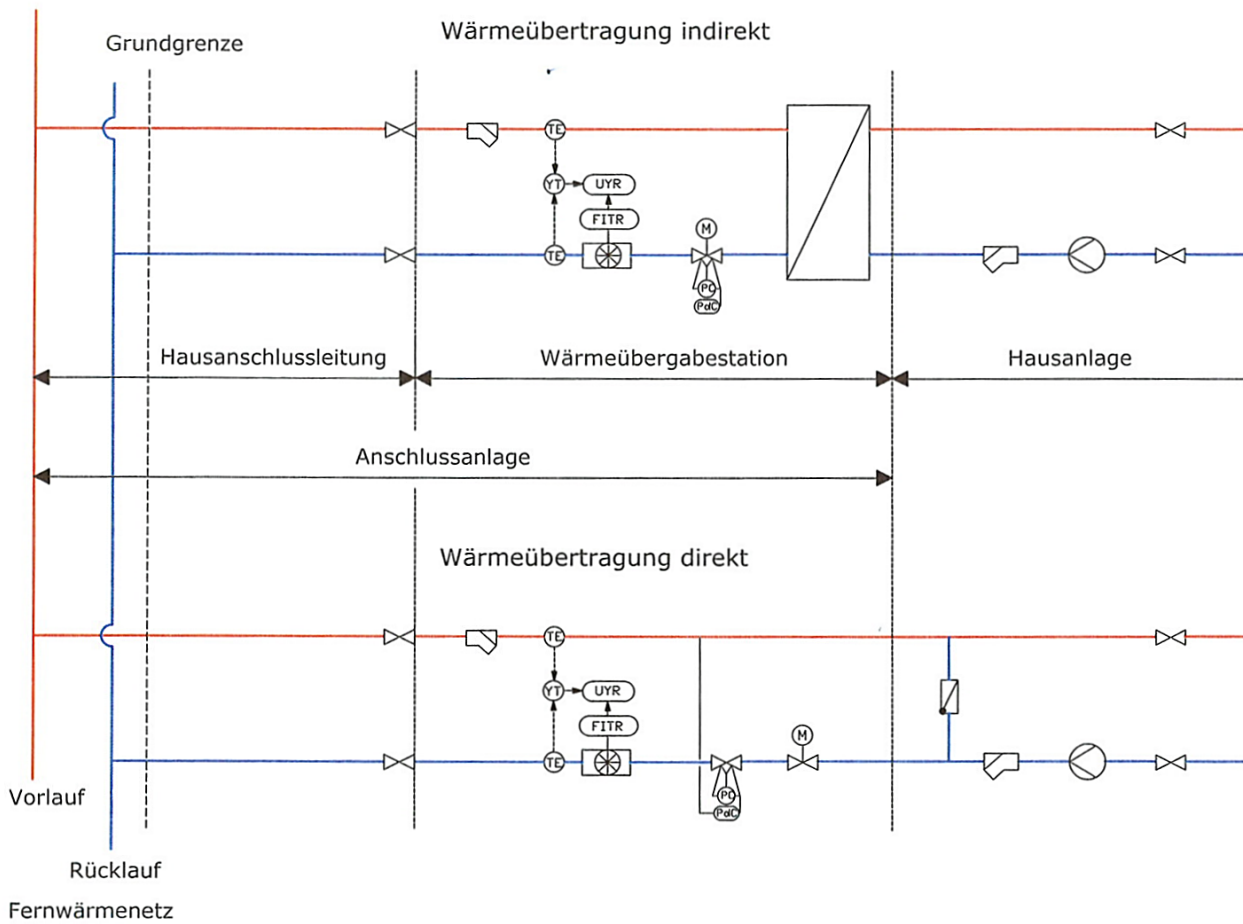 Wärmeübertragung indirekt
Grundgrenze
TE
YT
UYR
FITR
TE
M
PC
PdC
Hausanschlussleitung
Wärmeübergabestation
Hausanlage
Anschlussanlage
Wärmeübertragung direkt
TE
YT
UYR
FITR
TE
M
PC
PdC
Vorlauf
Rücklauf
Fernwärmenetz